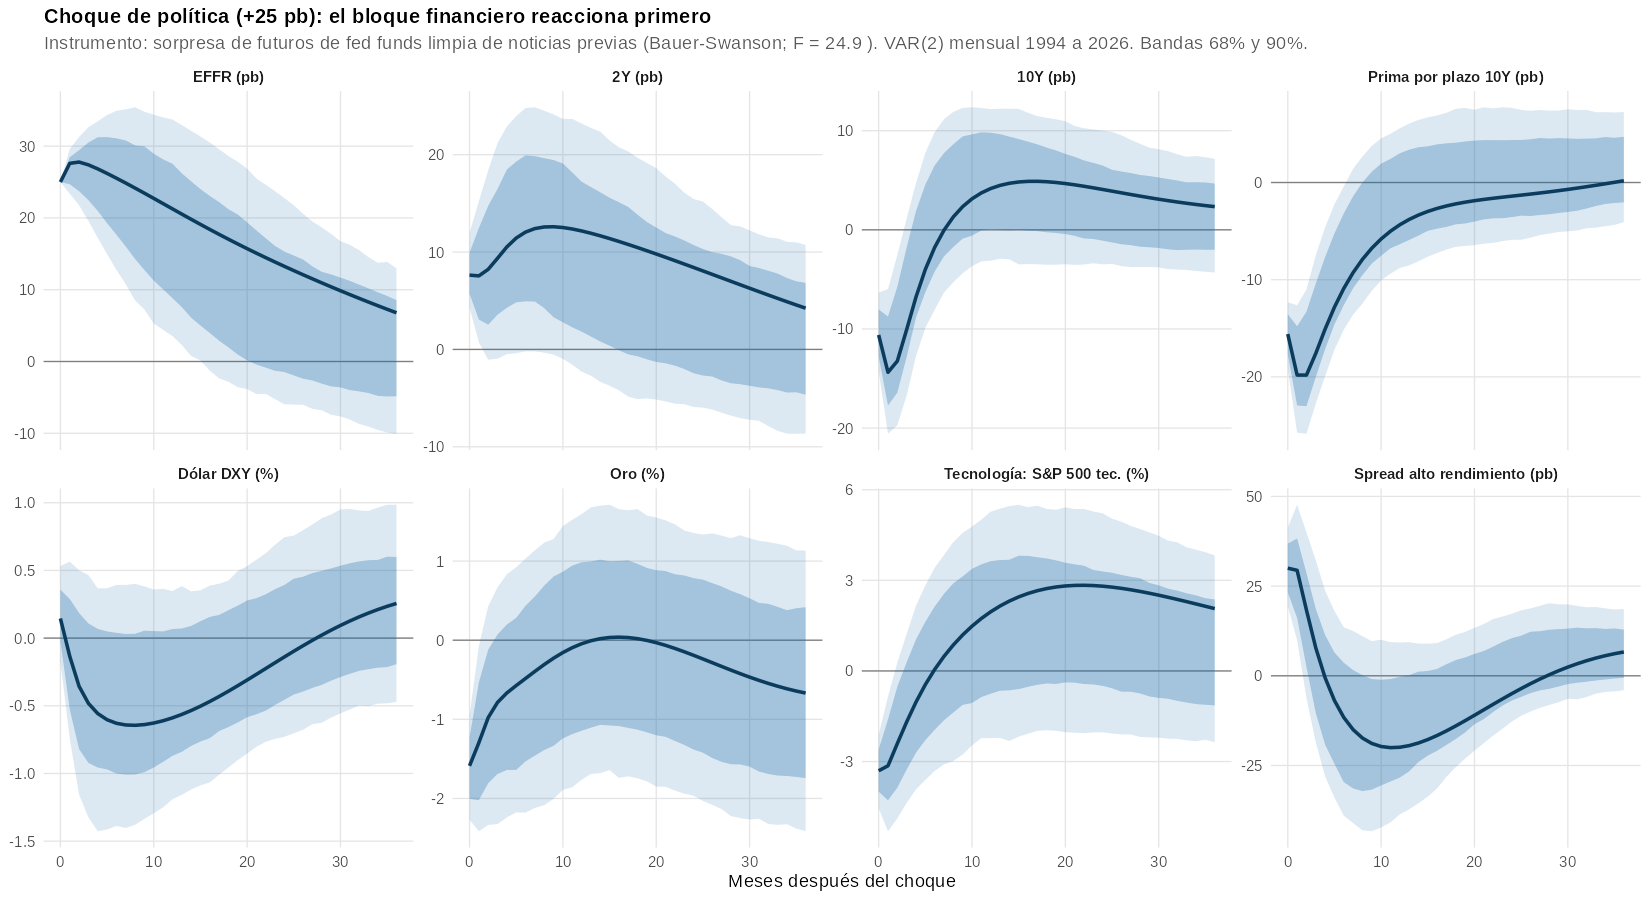 Choque de política (+25 pb): el bloque financiero reacciona primero
Instrumento: sorpresa de futuros de fed funds limpia de noticias previas (Bauer-Swanson; F = 24.9 ). VAR(2) mensual 1994 a 2026. Bandas 68% y 90%.
EFFR (pb)
30
20
10
0
-10
2Y (pb)
20
10
0
-10
10Y (pb)
10
0
-10
-20
Prima por plazo 10Y (pb)
0
-10
-20
Dólar DXY (%)
1.0
0.5
0.0
-0.5
-1.0
-1.5
0 10 20 30
Oro (%)
1
0
-1
-2
0 10 20 30
Tecnología: S&P 500 tec. (%)
6
3
0
-3
0 10 20 30
Spread alto rendimiento (pb)
50
25
0
-25
0 10 20 30
Meses después del choque